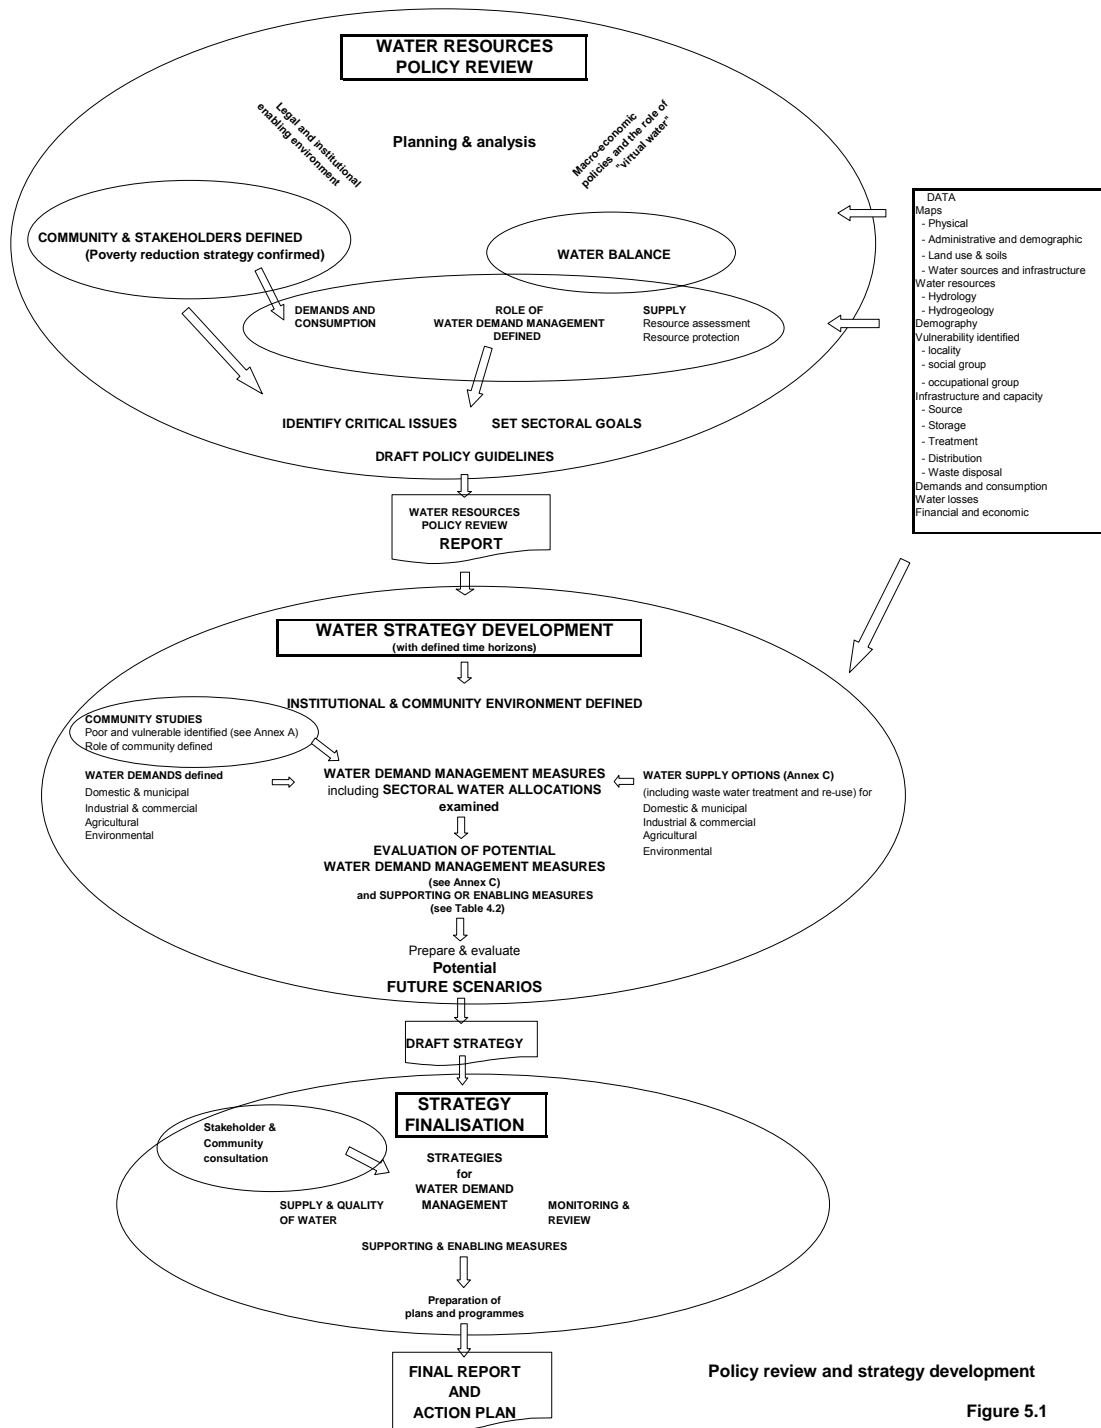 WATER RESOURCES
POLICY REVIEW
Legal and institutional
enabling environment
Planning & analysis
Macro-economic
policies and the role of
"virtual water"
COMMUNITY & STAKEHOLDERS DEFINED
(Poverty reduction strategy confirmed)
WATER BALANCE
DEMANDS AND
CONSUMPTION
ROLE OF
WATER DEMAND MANAGEMENT
DEFINED
SUPPLY
Resource assessment
Resource protection
IDENTIFY CRITICAL ISSUES
SET SECTORAL GOALS
DRAFT POLICY GUIDELINES
DATA
Maps
- Physical
- Administrative and demographic
- Land use & soils
- Water sources and infrastructure
Water resources
- Hydrology
- Hydrogeology
Demography
Vulnerability identified
- locality
- social group
- occupational group
Infrastructure and capacity
- Source
- Storage
- Treatment
- Distribution
- Waste disposal
Demands and consumption
Water losses
Financial and economic
WATER RESOURCES
POLICY REVIEW
REPORT
WATER STRATEGY DEVELOPMENT
(with defined time horizons)
INSTITUTIONAL & COMMUNITY ENVIRONMENT DEFINED
COMMUNITY STUDIES
Poor and vulnerable identified (see Annex A)
Role of community defined
WATER DEMANDS defined
Domestic & municipal
Industrial & commercial
Agricultural
Environmental
WATER DEMAND MANAGEMENT MEASURES
including SECTORAL WATER ALLOCATIONS
examined
WATER SUPPLY OPTIONS (Annex C)
(including waste water treatment and re-use) for
Domestic & municipal
Industrial & commercial
Agricultural
Environmental
EVALUATION OF POTENTIAL
WATER DEMAND MANAGEMENT MEASURES
(see Annex C)
and SUPPORTING OR ENABLING MEASURES
(see Table 4.2)
Prepare & evaluate
Potential
FUTURE SCENARIOS
DRAFT STRATEGY
STRATEGY
FINALISATION
Stakeholder &
Community
consultation
STRATEGIES
for
WATER DEMAND
MANAGEMENT
SUPPLY & QUALITY
OF WATER
MONITORING &
REVIEW
SUPPORTING & ENABLING MEASURES
Preparation of
plans and programmes
FINAL REPORT
AND
ACTION PLAN
Policy review and strategy development
Figure 5.1